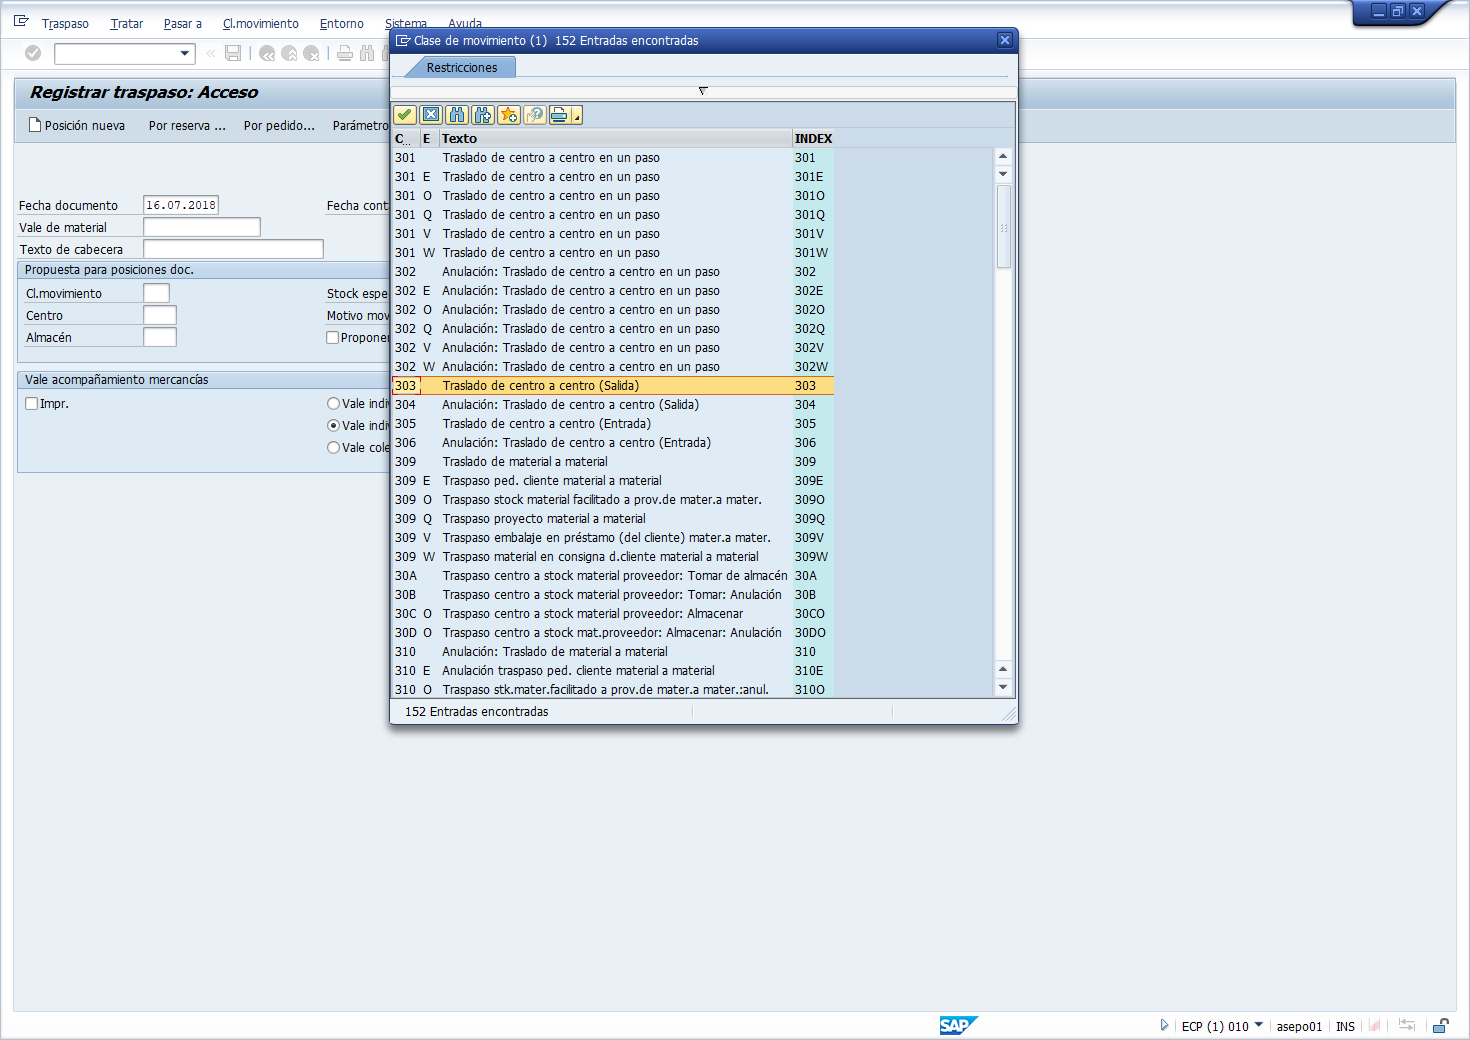 Traspaso Tratar Pasar a Cl.movimiento Entorno Sistema Ayuda
Clase de movimiento (1) 152 Entradas encontradas
Restricciones
Registrar traspaso: Acceso
Posición nueva Por reserva ... Por pedido... Parámetro
Fecha documento 16.07.2018 Fecha cont
Vale de material
Texto de cabecera
Propuesta para posiciones doc.
Cl.movimiento Stock espe
Centro Motivo mov
Almacén Proponer
Vale acompañamiento mercancías
Impr. Vale indiv
Vale indiv
Vale cole
C... E Texto INDEX
301 Traslado de centro a centro en un paso 301
301 E Traslado de centro a centro en un paso 301E
301 O Traslado de centro a centro en un paso 301O
301 Q Traslado de centro a centro en un paso 301Q
301 V Traslado de centro a centro en un paso 301V
301 W Traslado de centro a centro en un paso 301W
302 Anulación: Traslado de centro a centro en un paso 302
302 E Anulación: Traslado de centro a centro en un paso 302E
302 O Anulación: Traslado de centro a centro en un paso 302O
302 Q Anulación: Traslado de centro a centro en un paso 302Q
302 V Anulación: Traslado de centro a centro en un paso 302V
302 W Anulación: Traslado de centro a centro en un paso 302W
303 Traslado de centro a centro (Salida) 303
304 Anulación: Traslado de centro a centro (Salida) 304
305 Traslado de centro a centro (Entrada) 305
306 Anulación: Traslado de centro a centro (Entrada) 306
309 Traslado de material a material 309
309 E Traspaso ped. cliente material a material 309E
309 O Traspaso stock material facilitado a prov.de mater.a mater. 309O
309 Q Traspaso proyecto material a material 309Q
309 V Traspaso embalaje en préstamo (del cliente) mater.a mater. 309V
309 W Traspaso material en consigna d.cliente material a material 309W
30A Traspaso centro a stock material proveedor: Tomar de almacén 30A
30B Traspaso centro a stock material proveedor: Tomar: Anulación 30B
30C O Traspaso centro a stock material proveedor: Almacenar 30CO
30D O Traspaso centro a stock mat.proveedor: Almacenar: Anulación 30DO
310 Anulación: Traslado de material a material 310
310 E Anulación traspaso ped. cliente material a material 310E
310 O Traspaso stk.mater.facilitado a prov.de mater.a mater.:anul. 310O
152 Entradas encontradas
SAP ECP (1) 010 asepo01 INS